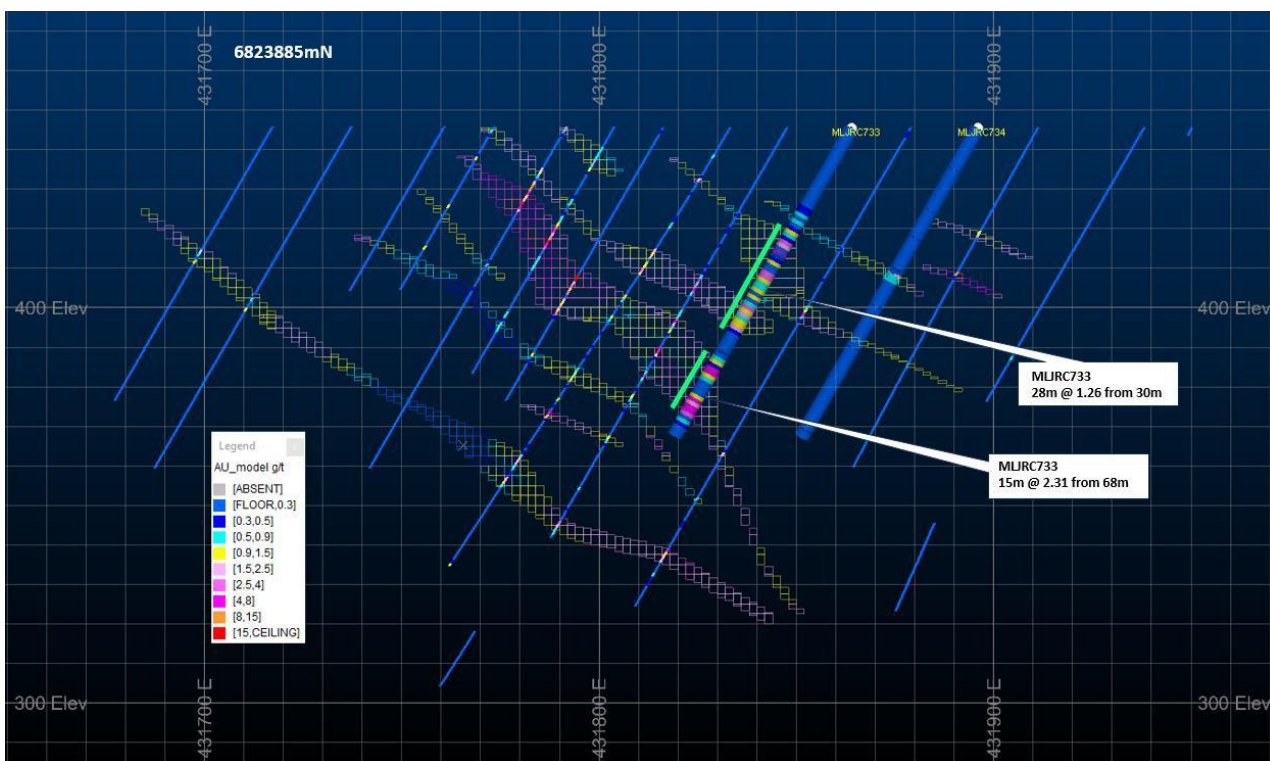 6823885mN
431700 E
431800 E
431900 E
MLJRC733
MLJRC734
400 Elev
400 Elev
MLJRC733
28m @ 1.26 from 30m
MLJRC733
15m @ 2.31 from 68m
Legend
AU_model g/t
[ABSENT]
[FLOOR,0.3]
[0.3,0.5]
[0.5,0.9]
[0.9,1.5]
[1.5,2.5]
[2.5,4]
[4,8]
[8,15]
[15,CEILING]
300 Elev
300 Elev
431700 E
431800 E
431900 E